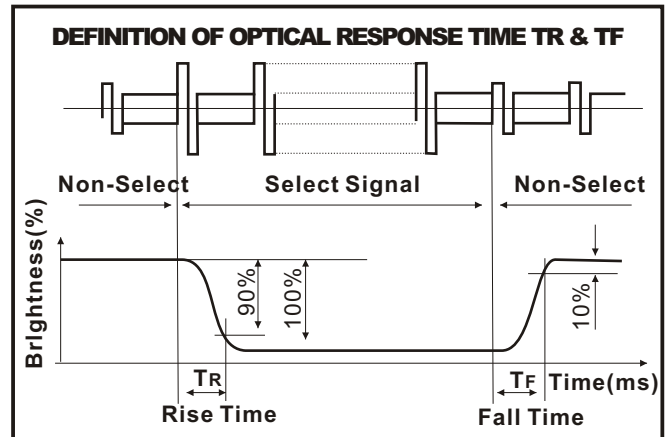 DEFINITION OF OPTICAL RESPONSE TIME TR & TF
Non-Select Select Signal Non-Select
BrIghtness(%)
90%
100%
10%
TR
TF Time(ms)
Rise Time
Fall Time